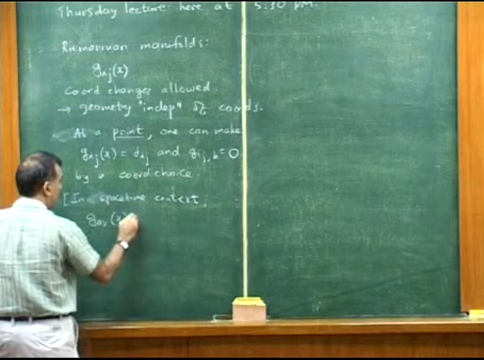 Thursday lecture here at 5:30 pm.
Riemannian manifolds:
gij(x)
Coord changes allowed.
→ geometry "indep" of coords.
At a point, one can make
gij(x) = δij and gij,k = 0
by a coord choice.
[In spacetime context,
gμν(x)